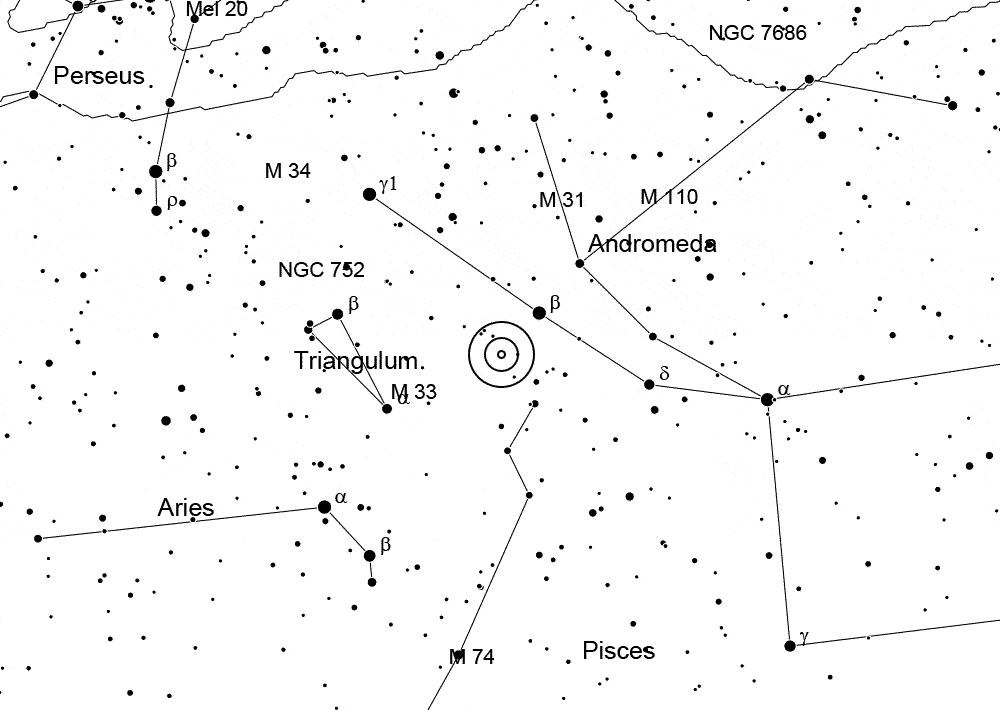 Mel 20
NGC 7686
Perseus
β
M 34
γ1
ρ
M 31
M 110
Andromeda
NGC 752
β
β
Triangulum
δ
M 33
α
α
α
Aries
β
γ
Pisces
M 74